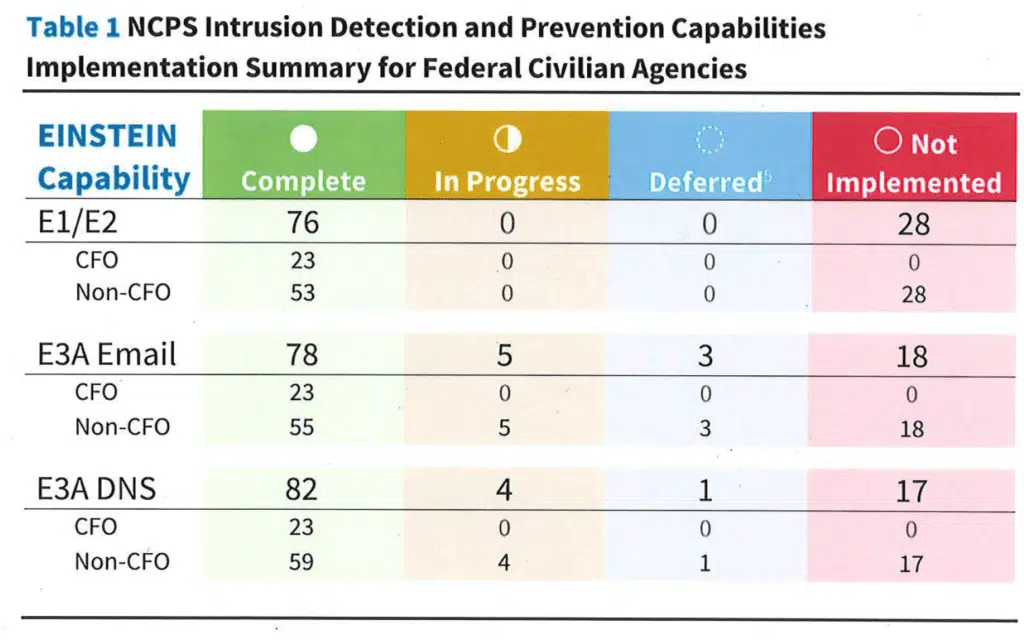 Table 1 NCPS Intrusion Detection and Prevention Capabilities
Implementation Summary for Federal Civilian Agencies
EINSTEIN Capability Complete In Progress Deferred5 Not Implemented
E1/E2 76 0 0 28
CFO 23 0 0 0
Non-CFO 53 0 0 28
E3A Email 78 5 3 18
CFO 23 0 0 0
Non-CFO 55 5 3 18
E3A DNS 82 4 1 17
CFO 23 0 0 0
Non-CFO 59 4 1 17